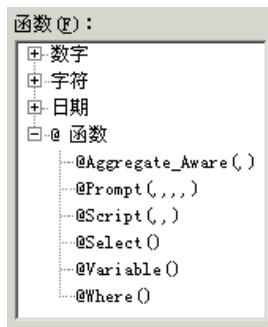 函数(F)：
数字
字符
日期
@ 函数
@Aggregate_Aware(,)
@Prompt(,,,)
@Script(,,)
@Select()
@Variable()
@Where()